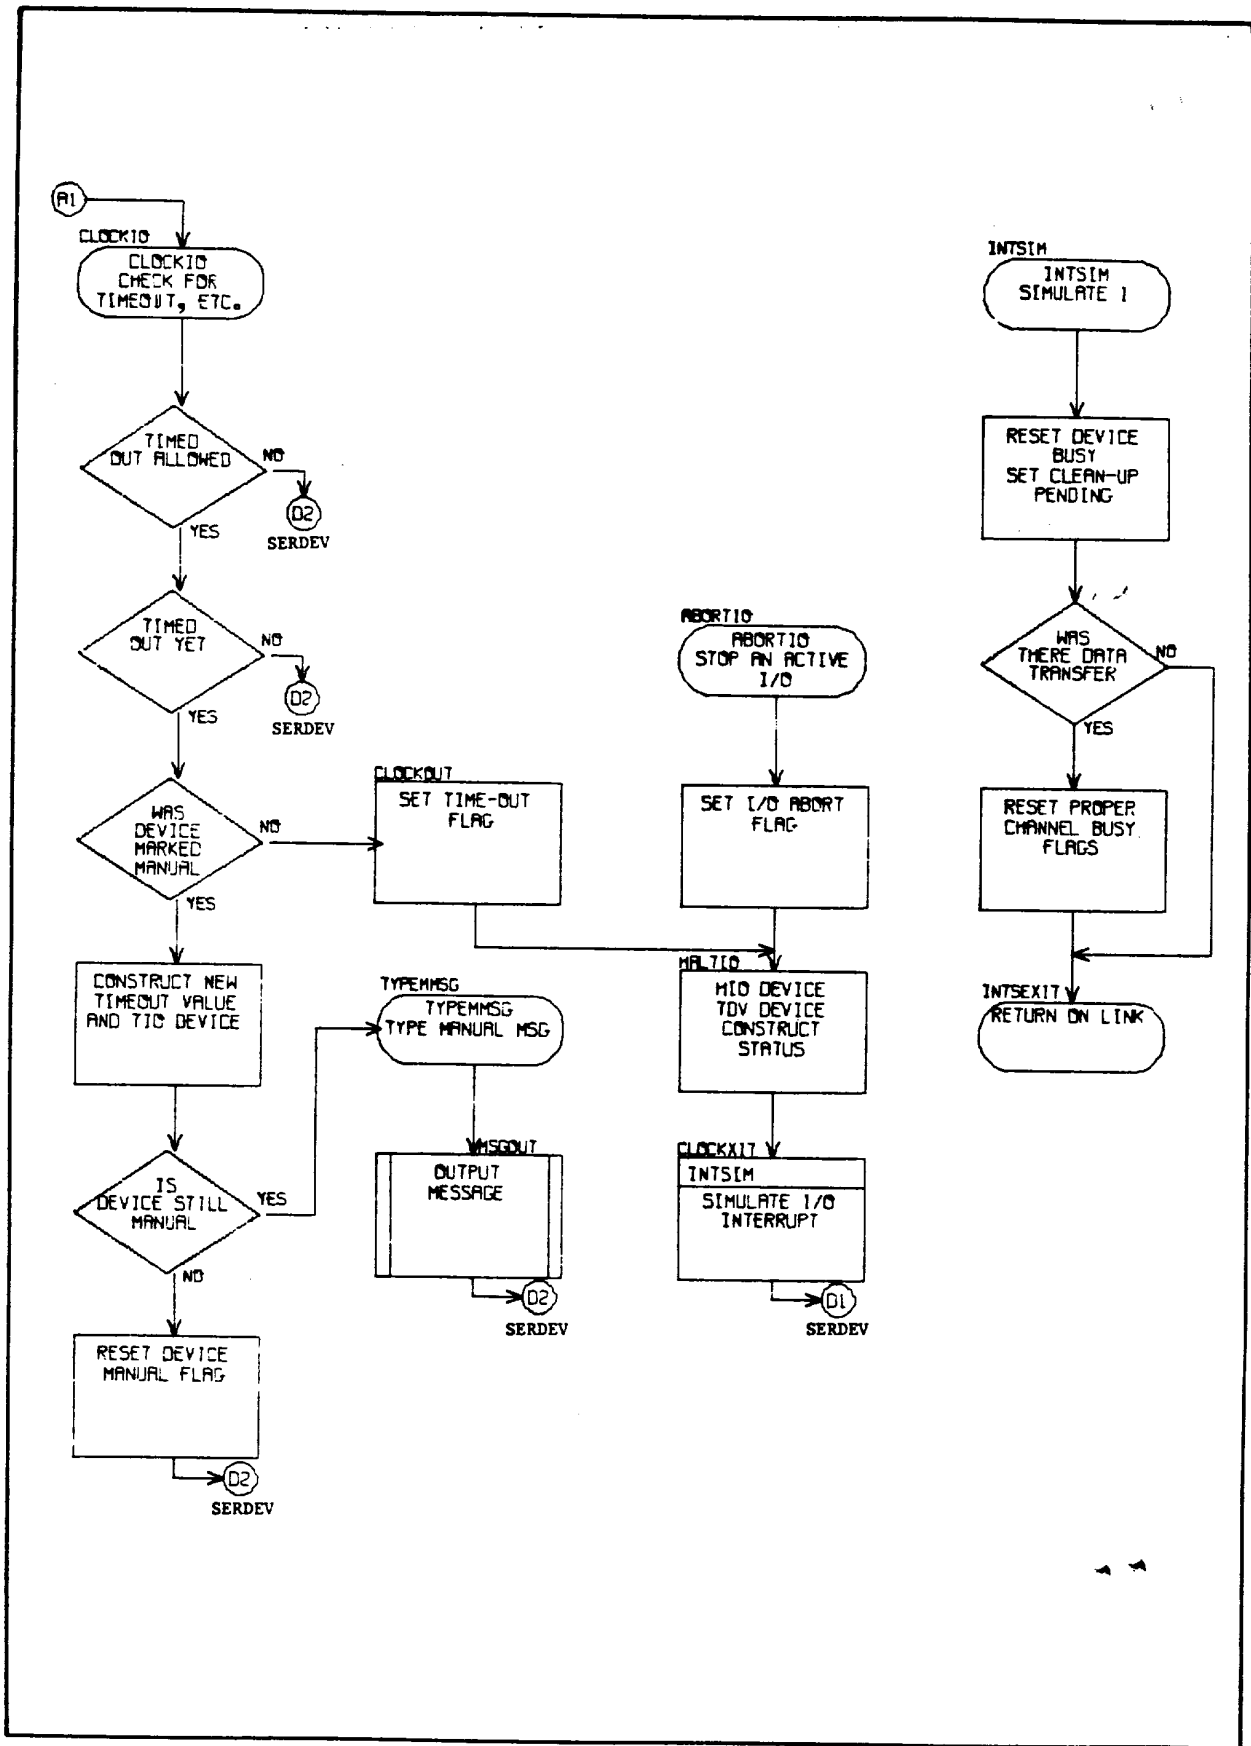 A1
CLOCKIO
CLOCKIO
CHECK FOR
TIMEOUT, ETC.
TIMED
OUT ALLOWED
NO
D2
SERDEV
YES
TIMED
OUT YET
NO
D2
SERDEV
YES
WAS
DEVICE
MARKED
MANUAL
NO
YES
CONSTRUCT NEW
TIMEOUT VALUE
AND TIO DEVICE
IS
DEVICE STILL
MANUAL
YES
NO
RESET DEVICE
MANUAL FLAG
D2
SERDEV
CLOCKOUT
SET TIME-OUT
FLAG
TYPEMMSG
TYPEMMSG
TYPE MANUAL MSG
MSGOUT
OUTPUT
MESSAGE
D2
SERDEV
ABORTIO
ABORTIO
STOP AN ACTIVE
I/O
SET I/O ABORT
FLAG
HALTIO
HIO DEVICE
TDV DEVICE
CONSTRUCT
STATUS
CLOCKXIT
INTSIM
SIMULATE I/O
INTERRUPT
D1
SERDEV
INTSIM
INTSIM
SIMULATE I
RESET DEVICE
BUSY
SET CLEAN-UP
PENDING
WAS
THERE DATA
TRANSFER
NO
YES
RESET PROPER
CHANNEL BUSY
FLAGS
INTSEXIT
RETURN ON LINK